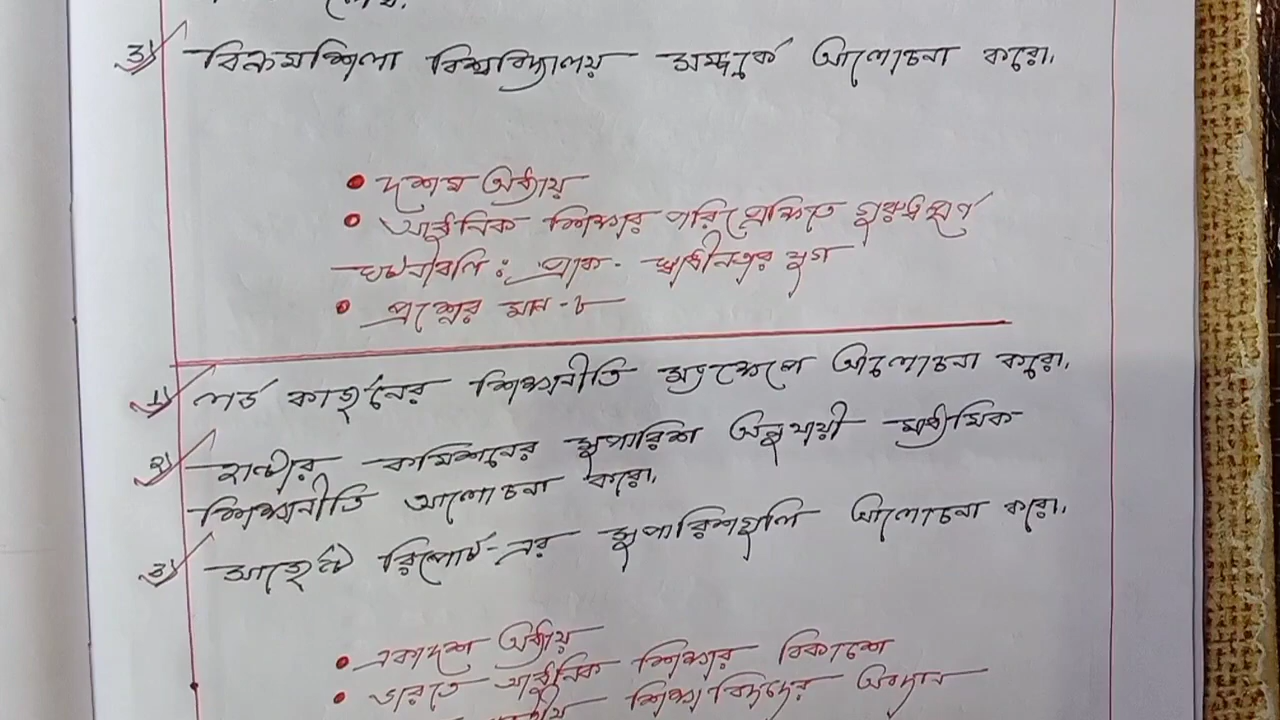 ৩) বিক্রমশিলা বিশ্ববিদ্যালয় সম্পর্কে আলোচনা করো।
• দশম অধ্যায়
• আধুনিক শিক্ষার পরিপ্রেক্ষিতে গুরুত্বপূর্ণ
ঘটনাবলি: প্রাক-স্বাধীনতার যুগ
• প্রশ্নের মান-৮
১) লর্ড কার্জনের শিক্ষানীতি সংক্ষেপে আলোচনা করো।
২) হান্টার কমিশনের সুপারিশ অনুযায়ী মাধ্যমিক
শিক্ষানীতি আলোচনা করো।
৩) সার্জেন্ট রিপোর্ট-এর সুপারিশগুলি আলোচনা করো।
• একাদশ অধ্যায়
• ভারতে আধুনিক শিক্ষার বিকাশে
শিক্ষাবিদদের অবদান